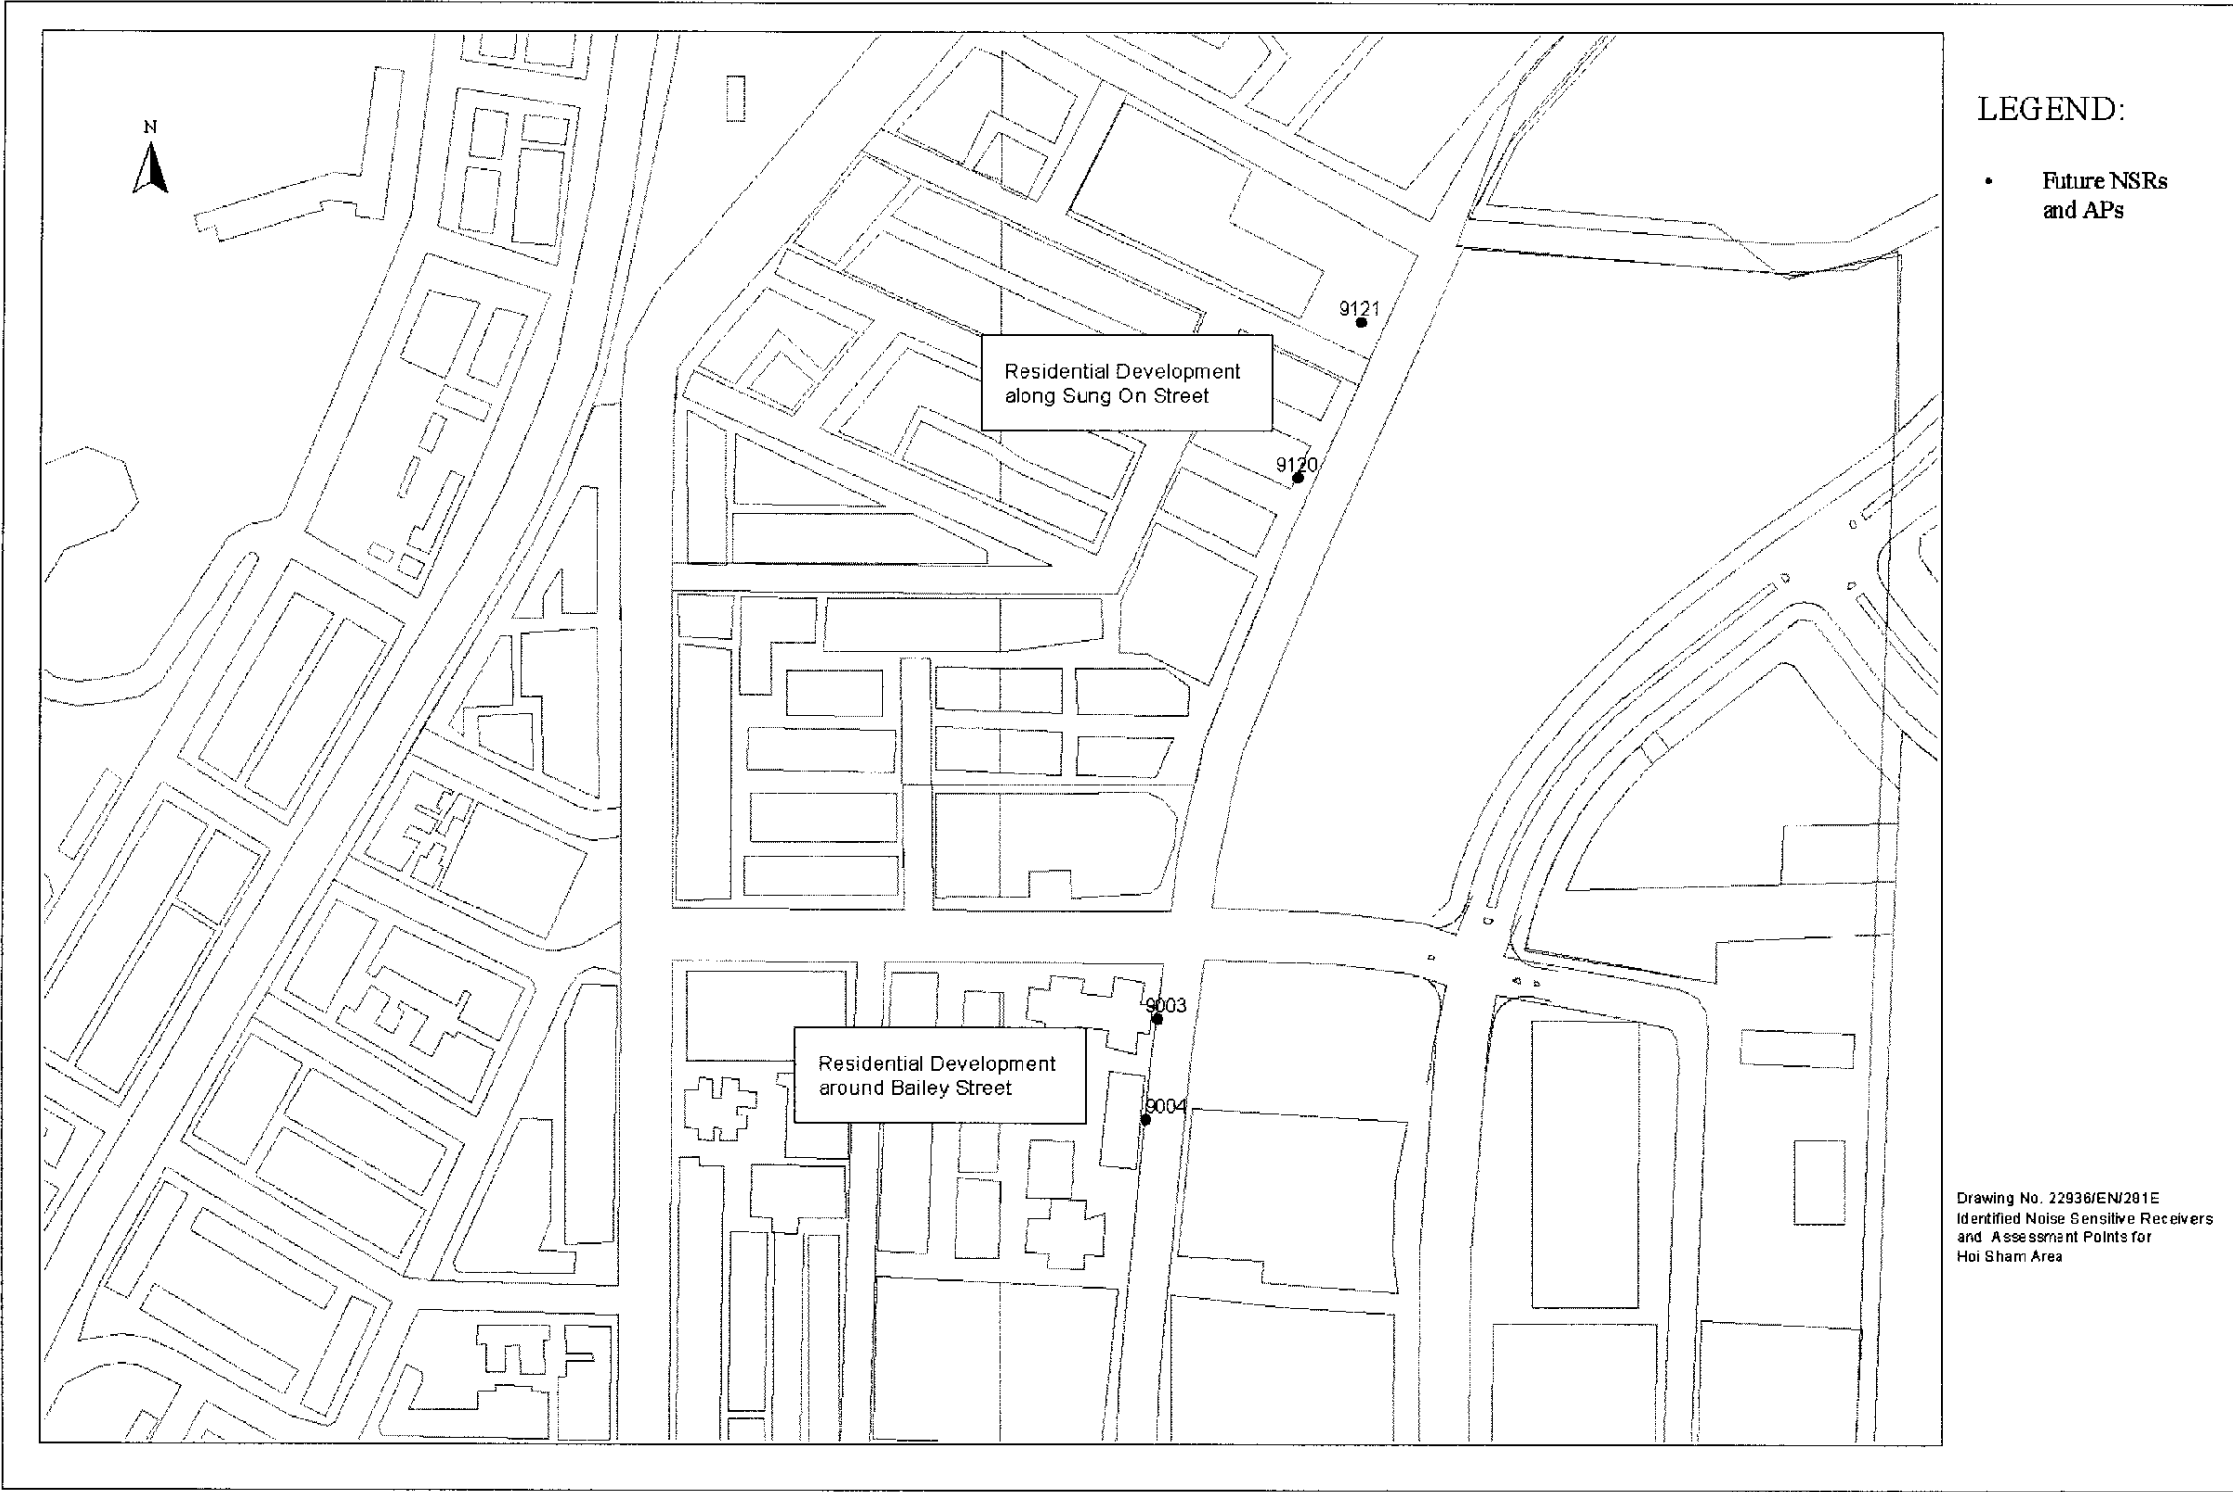 N
LEGEND:
Future NSRs
and APs
9121
Residential Development
along Sung On Street
9120
9003
Residential Development
around Bailey Street
9004
Drawing No. 22936/EN/281E
Identified Noise Sensitive Receivers
and Assessment Points for
Hoi Sham Area